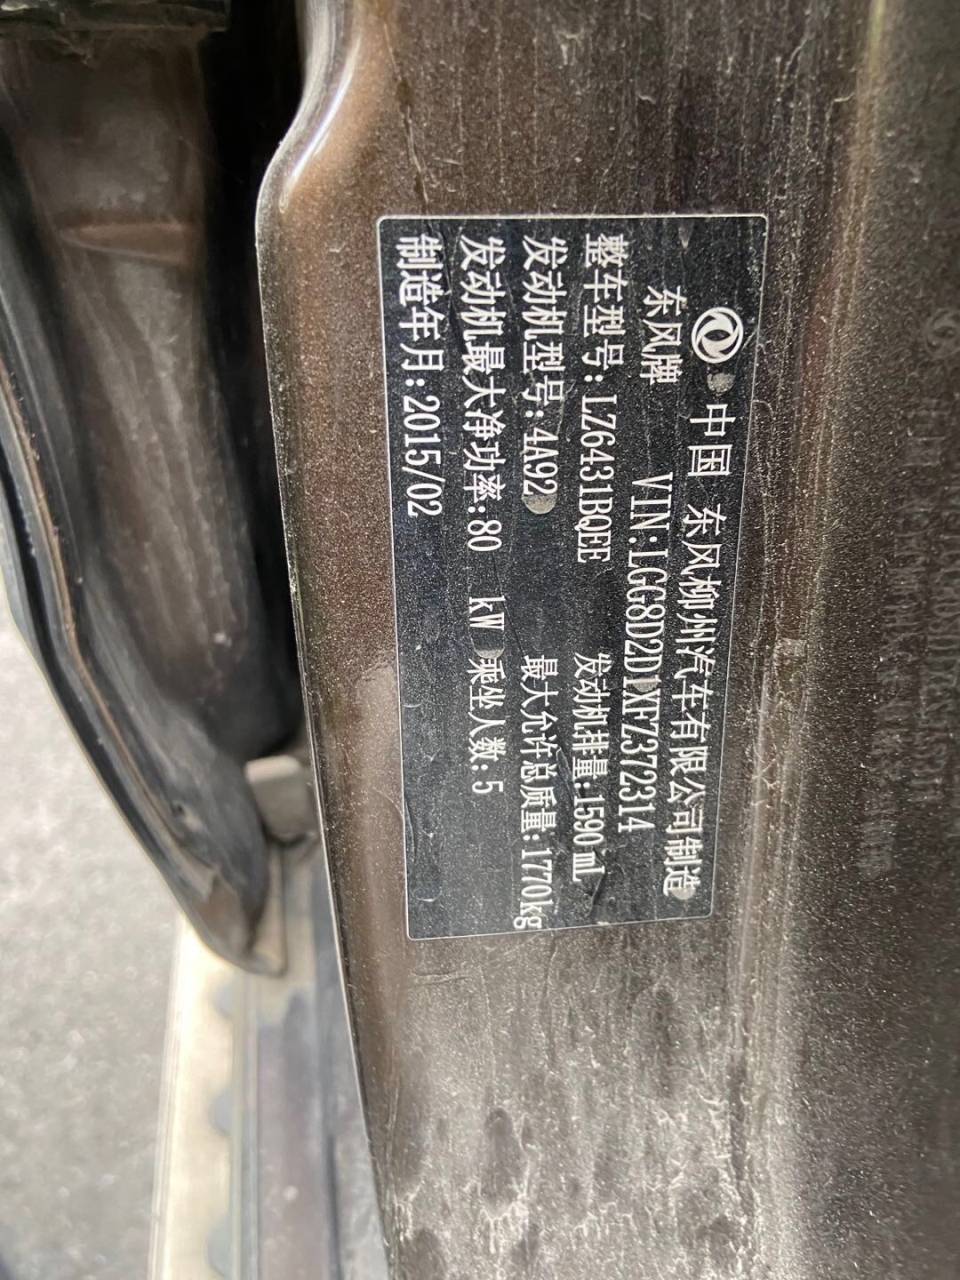 中国 东风柳州汽车有限公司制造
东风牌 VIN:LGG8D2D1XFZ372314
整车型号:LZ6431BQEE 发动机排量:1590mL
发动机型号:4A92 最大允许总质量:1770kg
发动机最大净功率:80 kW 乘坐人数:5
制造年月:2015/02